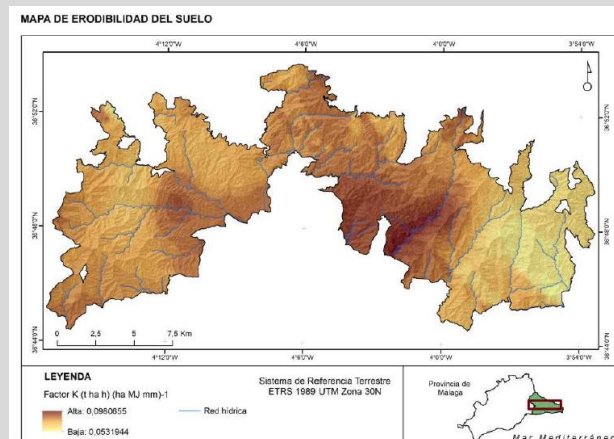 MAPA DE ERODIBILIDAD DEL SUELO
4°12'0"W 4°6'0"W 4°0'0"W 3°54'0"W
36°52'0"N 36°52'0"N
36°48'0"N 36°48'0"N
36°44'0"N 36°44'0"N
0 2,5 5 7,5 Km
4°12'0"W 4°6'0"W 4°0'0"W 3°54'0"W
LEYENDA
Factor K (t ha h) (ha MJ mm)-1
Alta: 0,0980655
Baja: 0,0531944
Red hídrica
Sistema de Referencia Terrestre
ETRS 1989 UTM Zona 30N
Provincia de
Málaga
Mar Mediterráneo